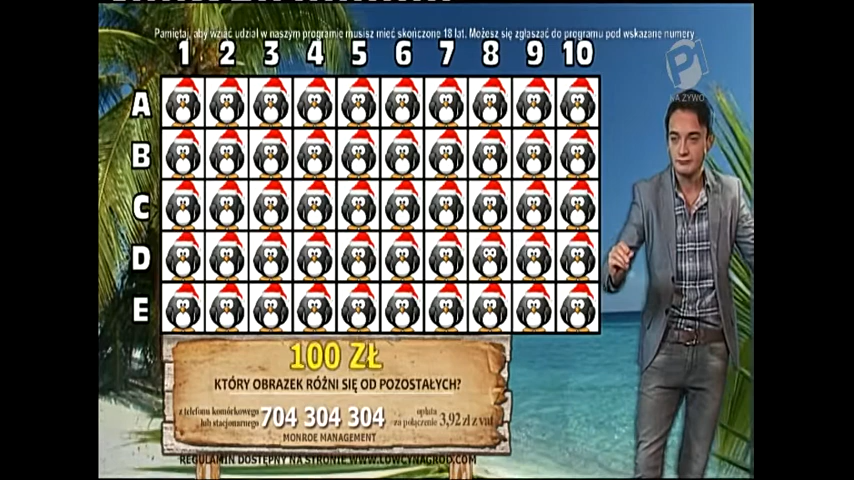 Pamiętaj, aby wziąć udział w naszym programie musisz mieć skończone 18 lat. Możesz się zgłaszać do programu pod wskazane numery
1 2 3 4 5 6 7 8 9 10
P
NA ŻYWO
A
B
C
D
E
100 ZŁ
KTÓRY OBRAZEK RÓŻNI SIĘ OD POZOSTAŁYCH?
z telefonu komórkowego
lub stacjonarnego 704 304 304 opłata za połączenie 3,92 zł z vat
MONROE MANAGEMENT
REGULAMIN DOSTĘPNY NA STRONIE WWW.LOWCYNAGROD.COM